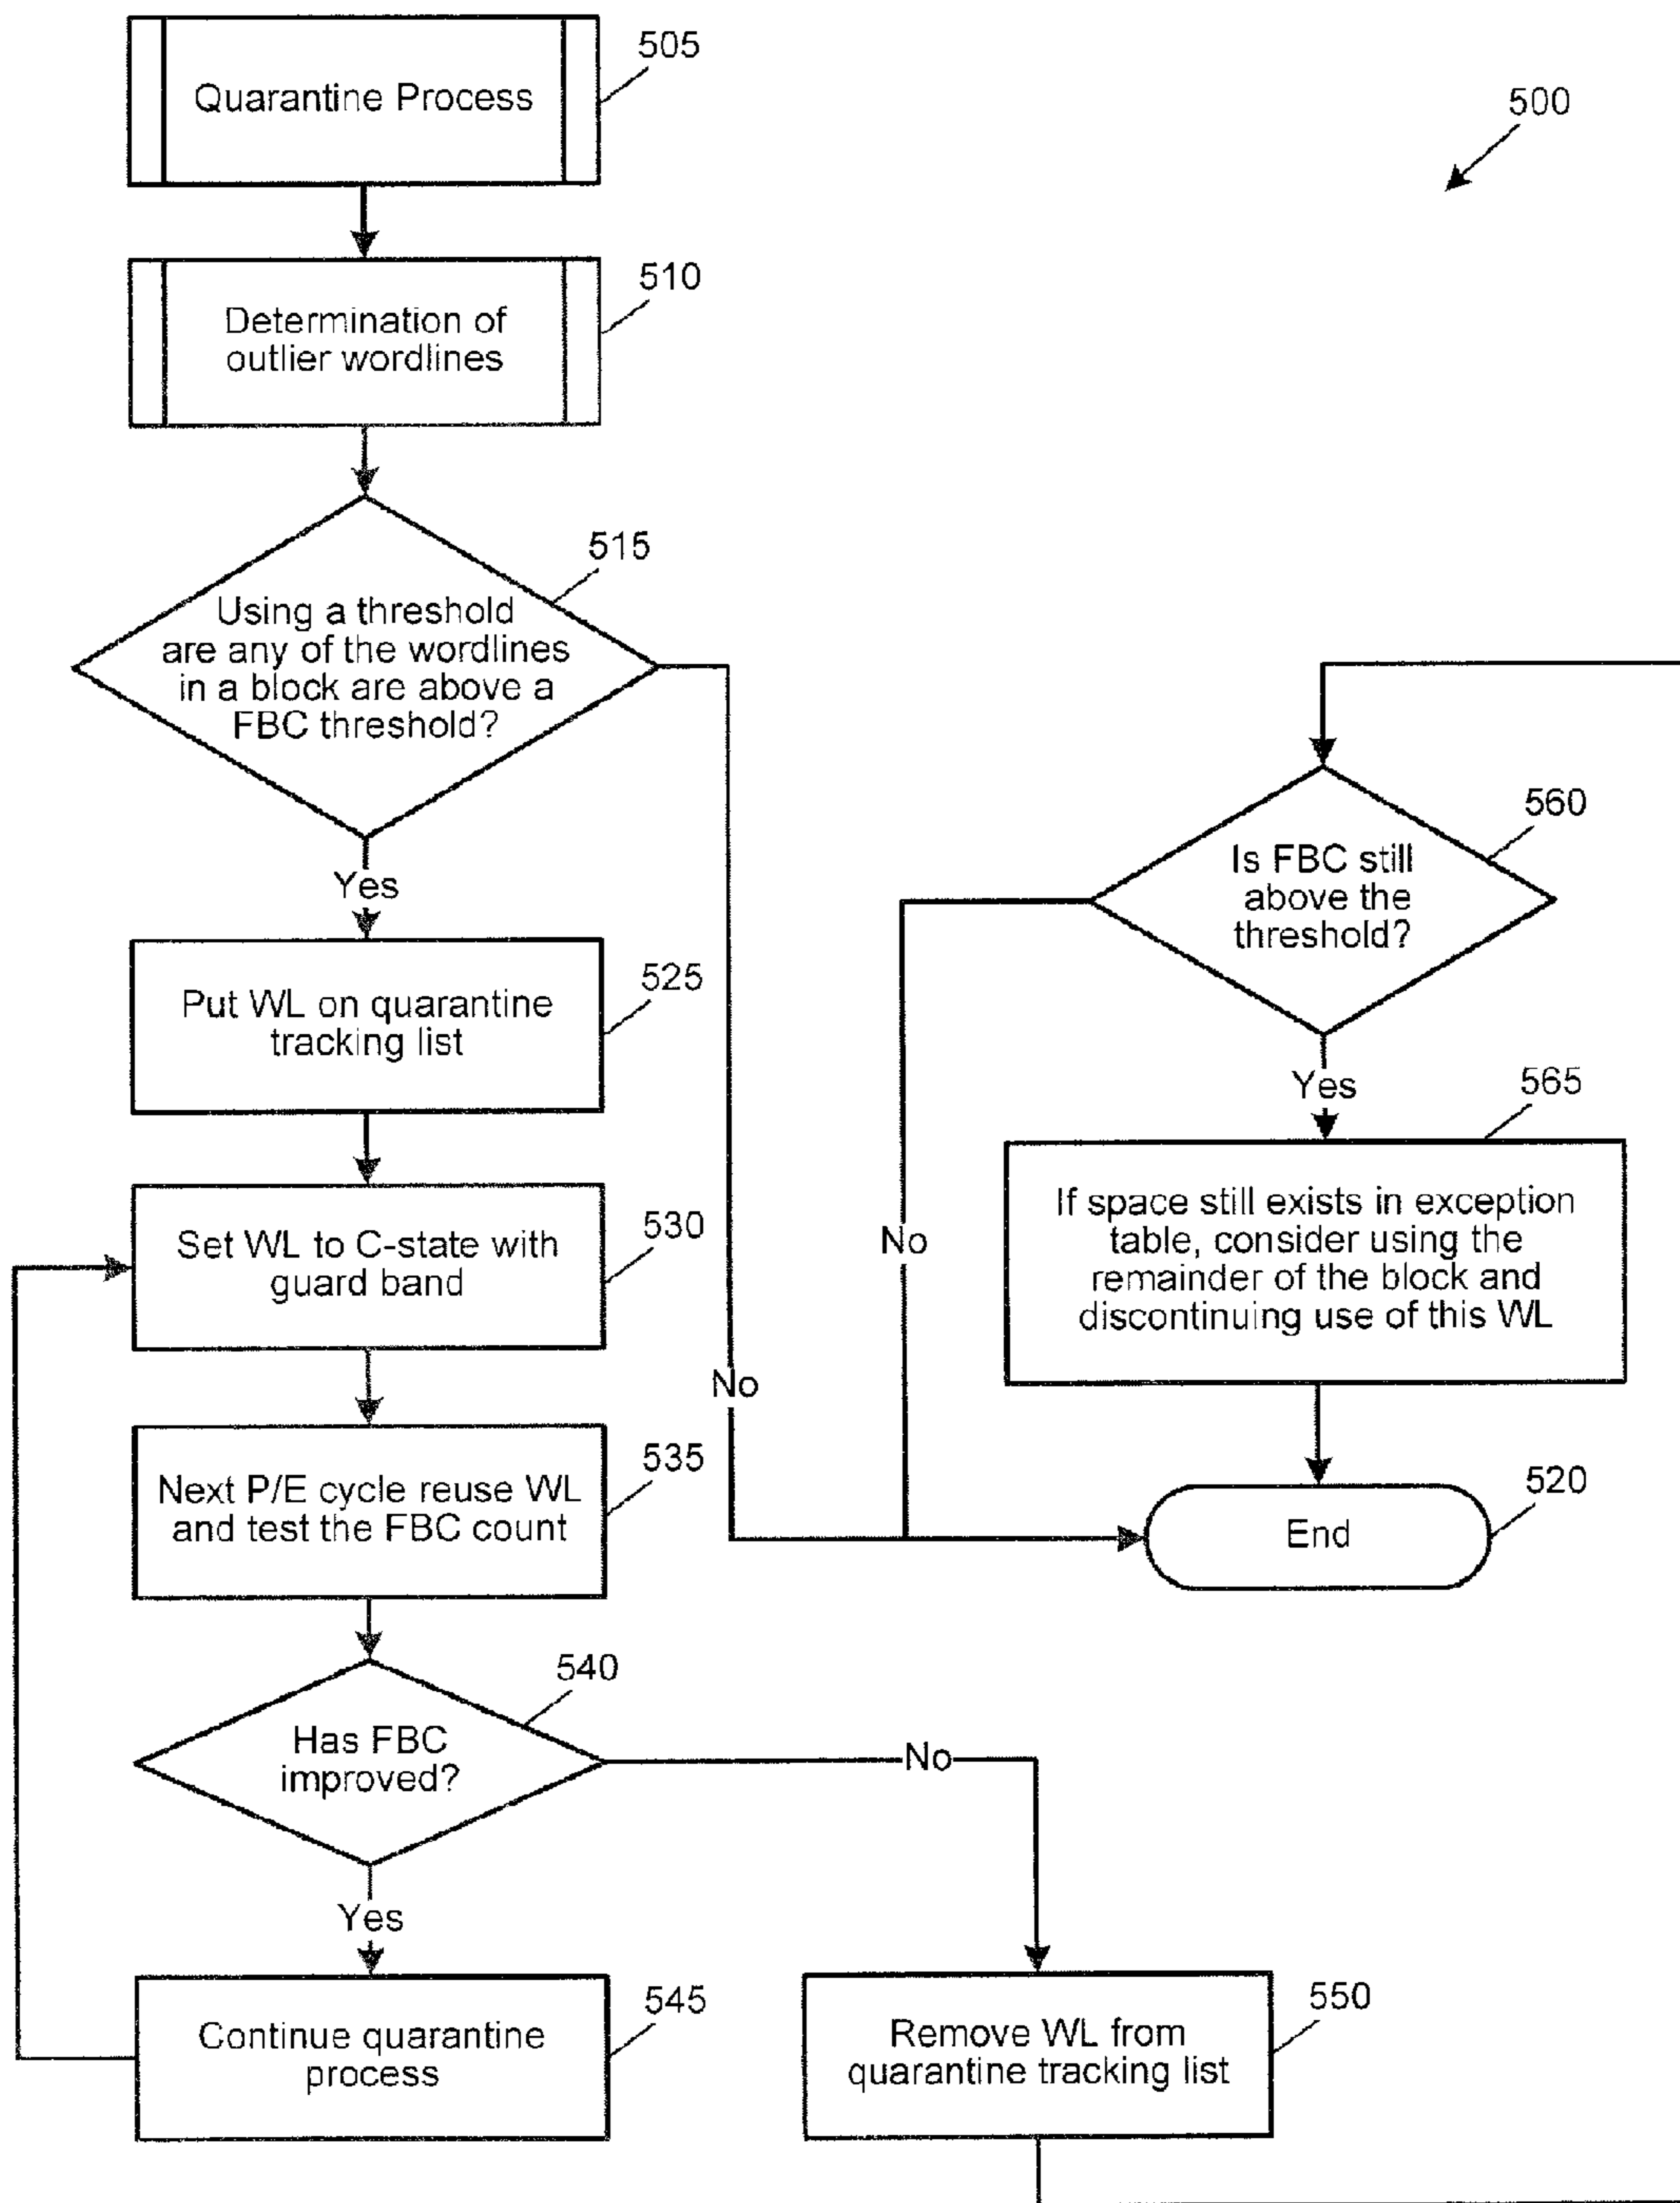 505
Quarantine Process
500
510
Determination of
outlier wordlines
515
Using a threshold
are any of the wordlines
in a block are above a
FBC threshold?
Yes
525
Put WL on quarantine
tracking list
530
Set WL to C-state with
guard band
No
535
Next P/E cycle reuse WL
and test the FBC count
540
Has FBC
improved?
No
Yes
545
Continue quarantine
process
550
Remove WL from
quarantine tracking list
560
Is FBC still
above the
threshold?
No
Yes
565
If space still exists in exception
table, consider using the
remainder of the block and
discontinuing use of this WL
520
End